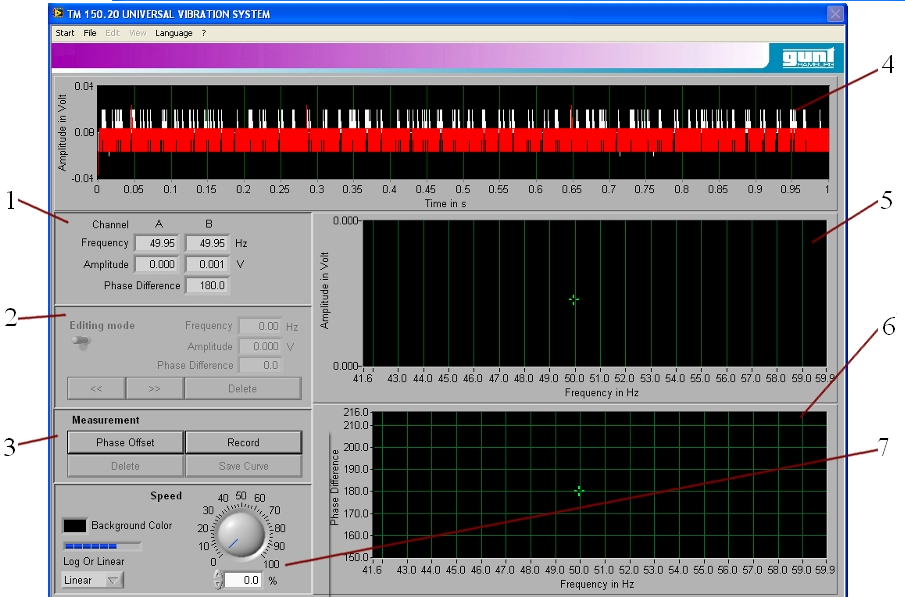 TM 150.20 UNIVERSAL VIBRATION SYSTEM
Start File Edit View Language ?
gunt
HAMBURG
4
0.04
0.00
-0.04
Amplitude in Volt
0 0.05 0.1 0.15 0.2 0.25 0.3 0.35 0.4 0.45 0.5 0.55 0.6 0.65 0.7 0.75 0.8 0.85 0.9 0.95 1
Time in s
1
Channel A B
Frequency 49.95 49.95 Hz
Amplitude 0.000 0.001 V
Phase Difference 180.0
5
0.000
0.000
Amplitude in Volt
41.6 43.0 44.0 45.0 46.0 47.0 48.0 49.0 50.0 51.0 52.0 53.0 54.0 55.0 56.0 57.0 58.0 59.0 59.9
Frequency in Hz
2
Editing mode
Frequency 0.00 Hz
Amplitude 0.000 V
Phase Difference 0.0
<< >> Delete
6
3
Measurement
Phase Offset Record
Delete Save Curve
216.0
210.0
200.0
190.0
180.0
170.0
160.0
150.0
Phase Difference
41.6 43.0 44.0 45.0 46.0 47.0 48.0 49.0 50.0 51.0 52.0 53.0 54.0 55.0 56.0 57.0 58.0 59.0 59.9
Frequency in Hz
7
Speed
0 10 20 30 40 50 60 70 80 90 100
Background Color
Log Or Linear
Linear
0.0 %